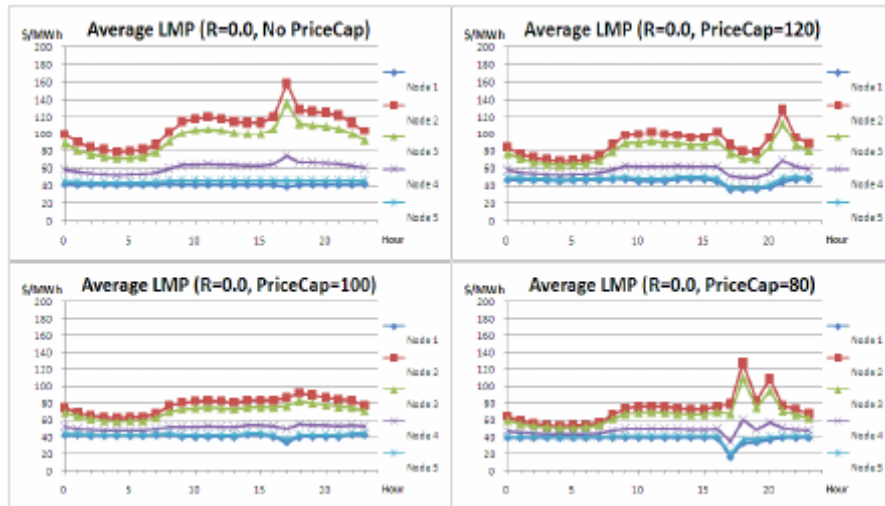 Average LMP (R=0.0, No PriceCap)
$/MWh
200
180
160
140
120
100
80
60
40
20
0
0
5
10
15
20
Hour
Node 1
Node 2
Node 3
Node 4
Node 5
Average LMP (R=0.0, PriceCap=120)
$/MWh
200
180
160
140
120
100
80
60
40
20
0
0
5
10
15
20
Hour
Node 1
Node 2
Node 3
Node 4
Node 5
Average LMP (R=0.0, PriceCap=100)
$/MWh
200
180
160
140
120
100
80
60
40
20
0
0
5
10
15
20
Hour
Node 1
Node 2
Node 3
Node 4
Node 5
Average LMP (R=0.0, PriceCap=80)
$/MWh
200
180
160
140
120
100
80
60
40
20
0
0
5
10
15
20
Hour
Node 1
Node 2
Node 3
Node 4
Node 5